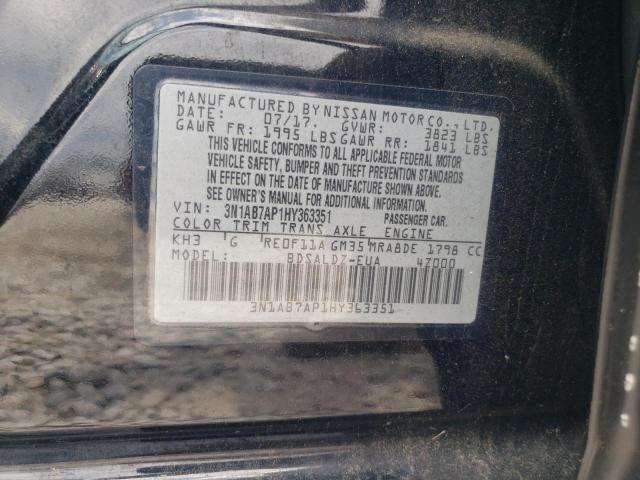 MANUFACTURED BY NISSAN MOTOR CO., LTD.
DATE: 07/17. GVWR: 3823 LBS
GAWR FR: 1995 LBS GAWR RR: 1841 LBS
THIS VEHICLE CONFORMS TO ALL APPLICABLE FEDERAL MOTOR
VEHICLE SAFETY, BUMPER AND THEFT PREVENTION STANDARDS
IN EFFECT ON THE DATE OF MANUFACTURE SHOWN ABOVE.
SEE OWNER'S MANUAL FOR ADDITIONAL INFORMATION.
VIN: 3N1AB7AP1HY363351 PASSENGER CAR.
COLOR TRIM TRANS. AXLE ENGINE
KH3 G RE0F11A GM35 MRA8DE 1798 CC
MODEL: BDSALDZ-EUA 4Z000
3N1AB7AP1HY363351